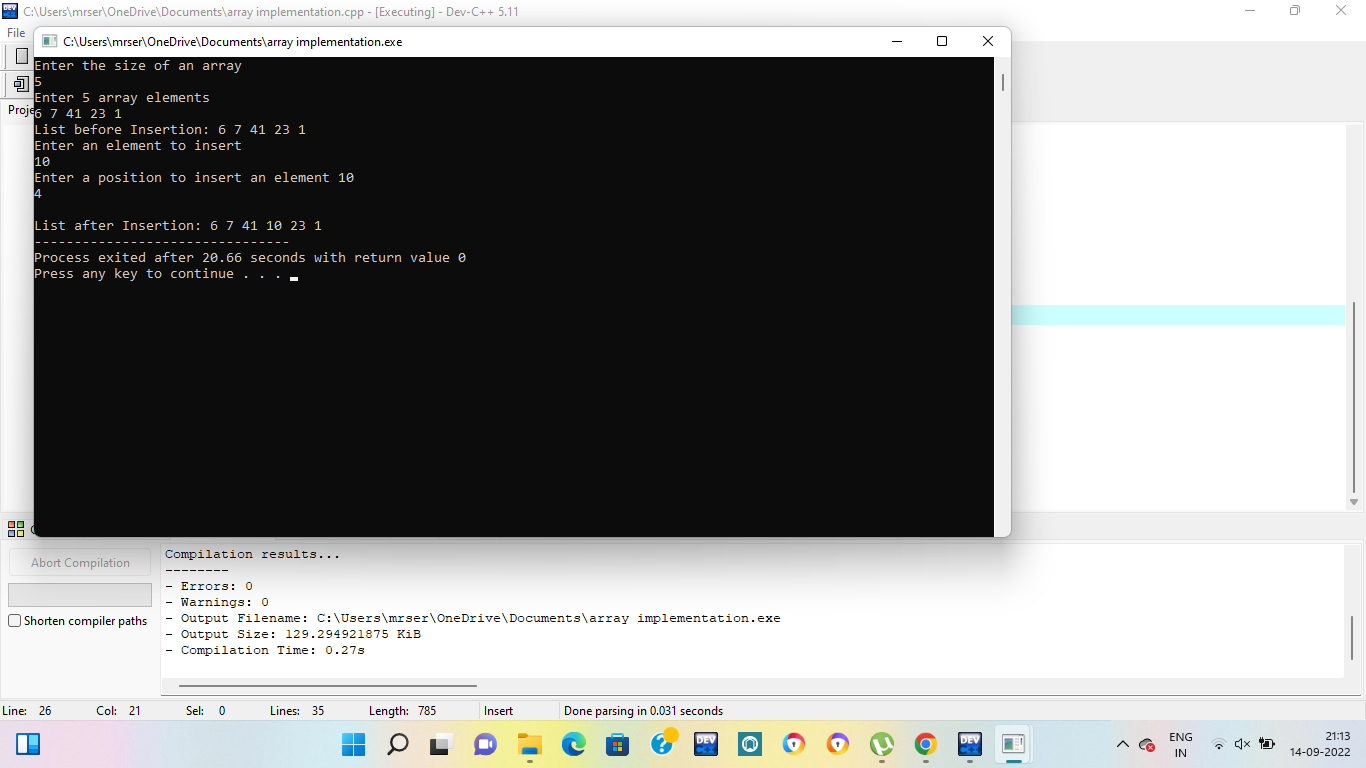 C:\Users\mrser\OneDrive\Documents\array implementation.cpp - [Executing] - Dev-C++ 5.11
File
C:\Users\mrser\OneDrive\Documents\array implementation.exe
Proje
Enter the size of an array
5
Enter 5 array elements
6 7 41 23 1
List before Insertion: 6 7 41 23 1
Enter an element to insert
10
Enter a position to insert an element 10
4
List after Insertion: 6 7 41 10 23 1
--------------------------------
Process exited after 20.66 seconds with return value 0
Press any key to continue . . .
Abort Compilation
Shorten compiler paths
Compilation results...
--------
- Errors: 0
- Warnings: 0
- Output Filename: C:\Users\mrser\OneDrive\Documents\array implementation.exe
- Output Size: 129.294921875 KiB
- Compilation Time: 0.27s
Line: 26 Col: 21 Sel: 0 Lines: 35 Length: 785 Insert Done parsing in 0.031 seconds
DEV
DEV
ENG
IN
21:13
14-09-2022